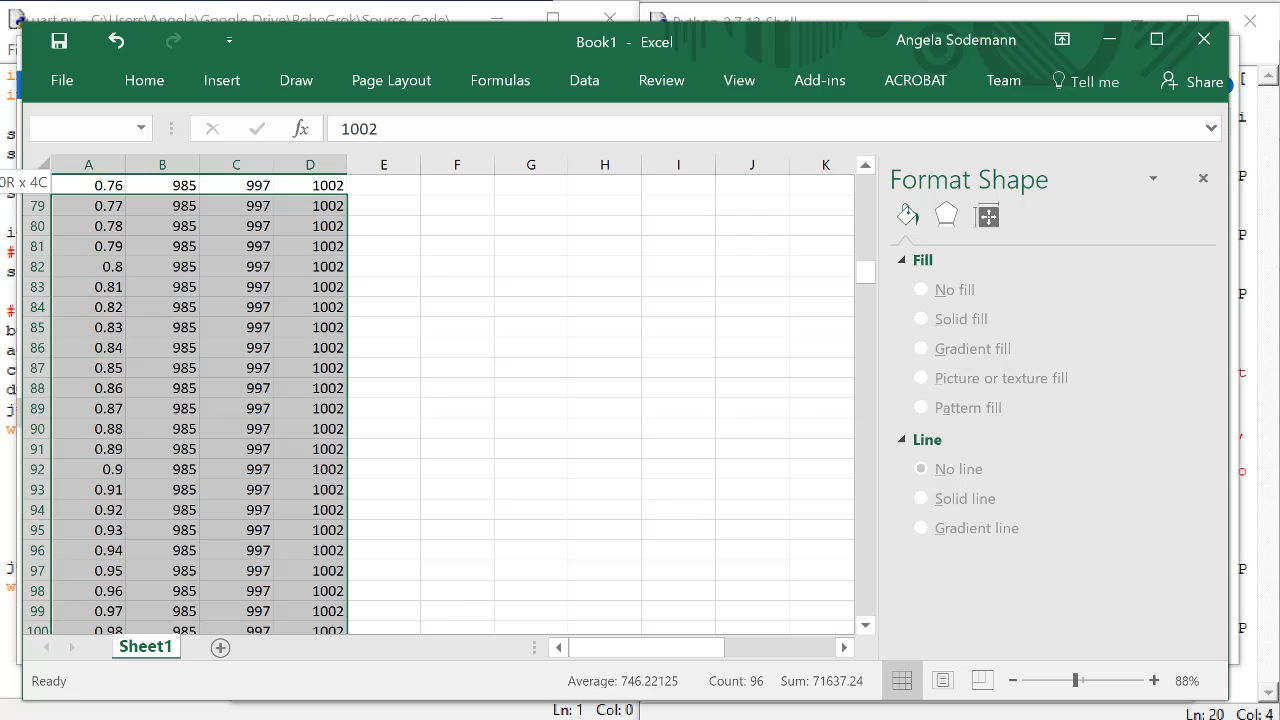 uart.py - C:\Users\Angela\Google Drive\RoboGrok\Source Code\
Python 2.7.13 Shell
Book1 - Excel
Angela Sodemann
File Home Insert Draw Page Layout Formulas Data Review View Add-ins ACROBAT Team Tell me Share
fx 1002
A B C D E F G H I J K
0R x 4C 0.76 985 997 1002
79 0.77 985 997 1002
80 0.78 985 997 1002
81 0.79 985 997 1002
82 0.8 985 997 1002
83 0.81 985 997 1002
84 0.82 985 997 1002
85 0.83 985 997 1002
86 0.84 985 997 1002
87 0.85 985 997 1002
88 0.86 985 997 1002
89 0.87 985 997 1002
90 0.88 985 997 1002
91 0.89 985 997 1002
92 0.9 985 997 1002
93 0.91 985 997 1002
94 0.92 985 997 1002
95 0.93 985 997 1002
96 0.94 985 997 1002
97 0.95 985 997 1002
98 0.96 985 997 1002
99 0.97 985 997 1002
100 0.98 985 997 1002
Format Shape
Fill
No fill
Solid fill
Gradient fill
Picture or texture fill
Pattern fill
Line
No line
Solid line
Gradient line
Sheet1
Ready
Average: 746.22125 Count: 96 Sum: 71637.24
88%
Ln: 1 Col: 0
Ln: 20 Col: 4